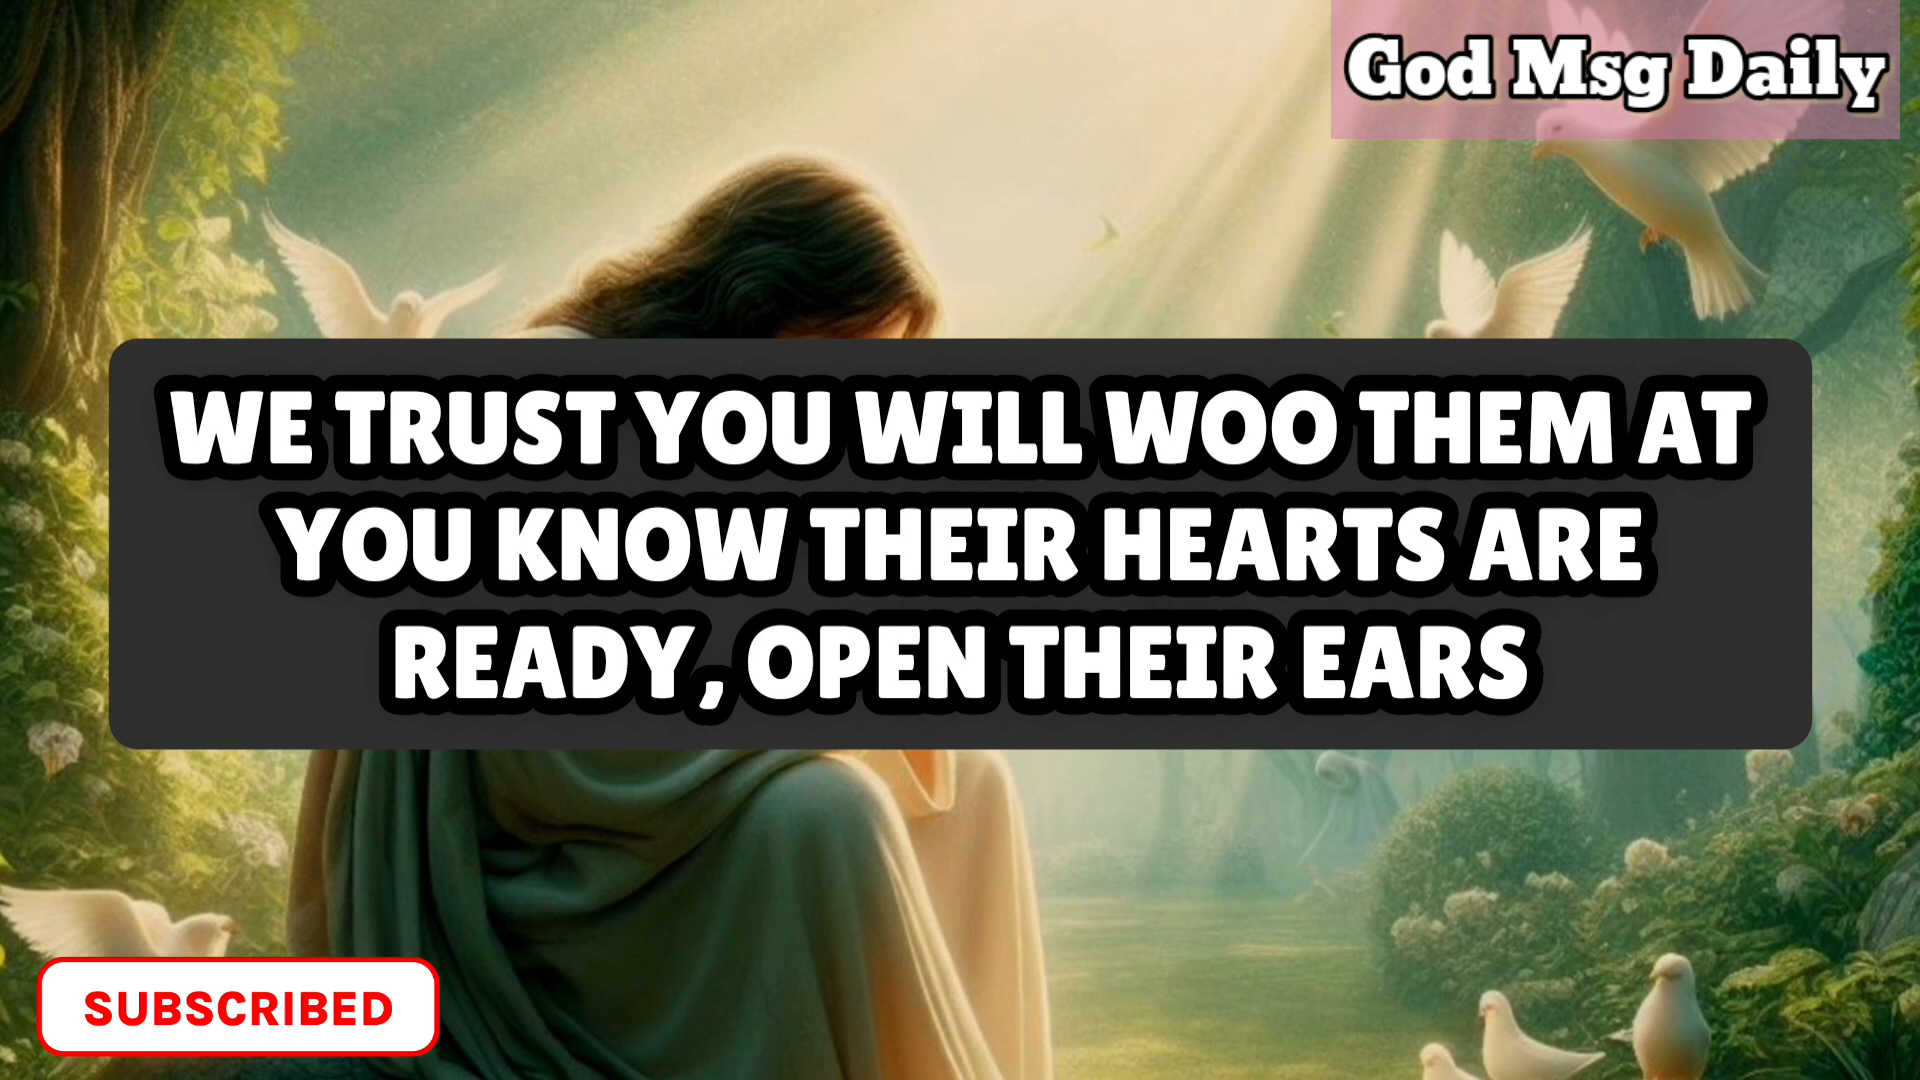 God Msg Daily
WE TRUST YOU WILL WOO THEM AT
YOU KNOW THEIR HEARTS ARE
READY, OPEN THEIR EARS
SUBSCRIBED